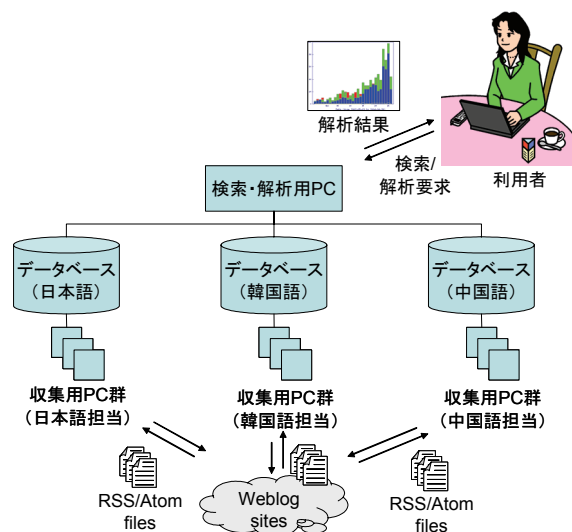 解析結果
検索/
解析要求
利用者
検索・解析用PC
データベース
（日本語）
データベース
（韓国語）
データベース
（中国語）
収集用PC群
（日本語担当）
収集用PC群
（韓国語担当）
収集用PC群
（中国語担当）
RSS/Atom
files
Weblog
sites
RSS/Atom
files